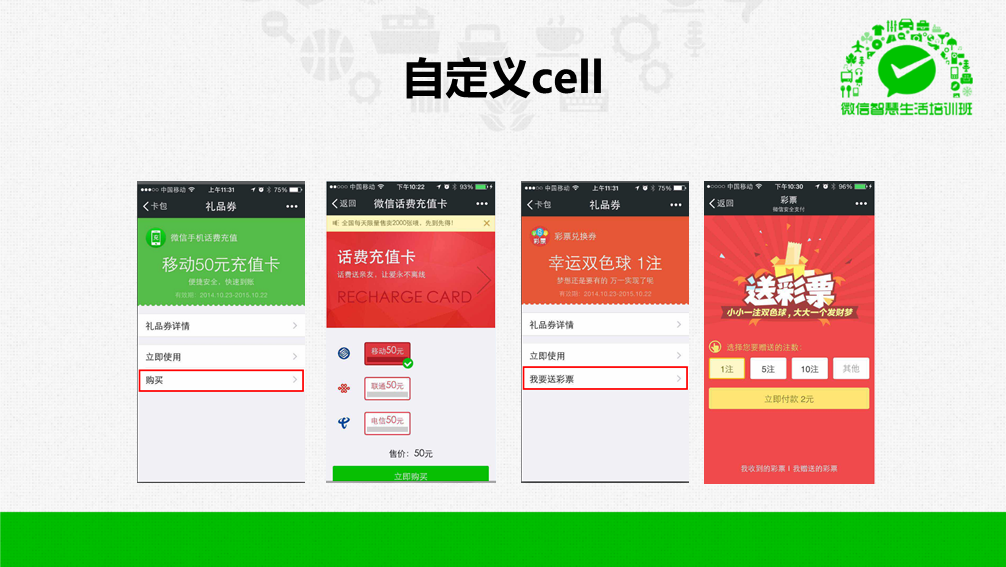 自定义cell
微信智慧生活培训班
中国移动 上午11:31 75%
卡包 礼品券
微信手机话费充值
移动50元充值卡
便捷安全，快速到账
有效期：2014.10.23-2015.10.22
礼品券详情
立即使用
购买
中国移动 下午10:22 93%
返回 微信话费充值卡
全国每天限量售卖2000张哦，先到先得！
话费充值卡
话费送亲友，让爱永不离线
RECHARGE CARD
移动50元
联通50元
电信50元
售价：50元
立即购买
中国移动 上午11:31 75%
卡包 礼品券
彩票
彩票兑换券
幸运双色球 1注
梦想还是要有的 万一实现了呢
有效期：2014.10.23-2015.10.22
礼品券详情
立即使用
我要送彩票
中国移动 下午10:30 96%
返回 彩票
微信安全支付
送彩票
小小一注双色球，大大一个发财梦
选择您要赠送的注数：
1注 5注 10注 其他
立即付款 2元
我收到的彩票 | 我赠送的彩票